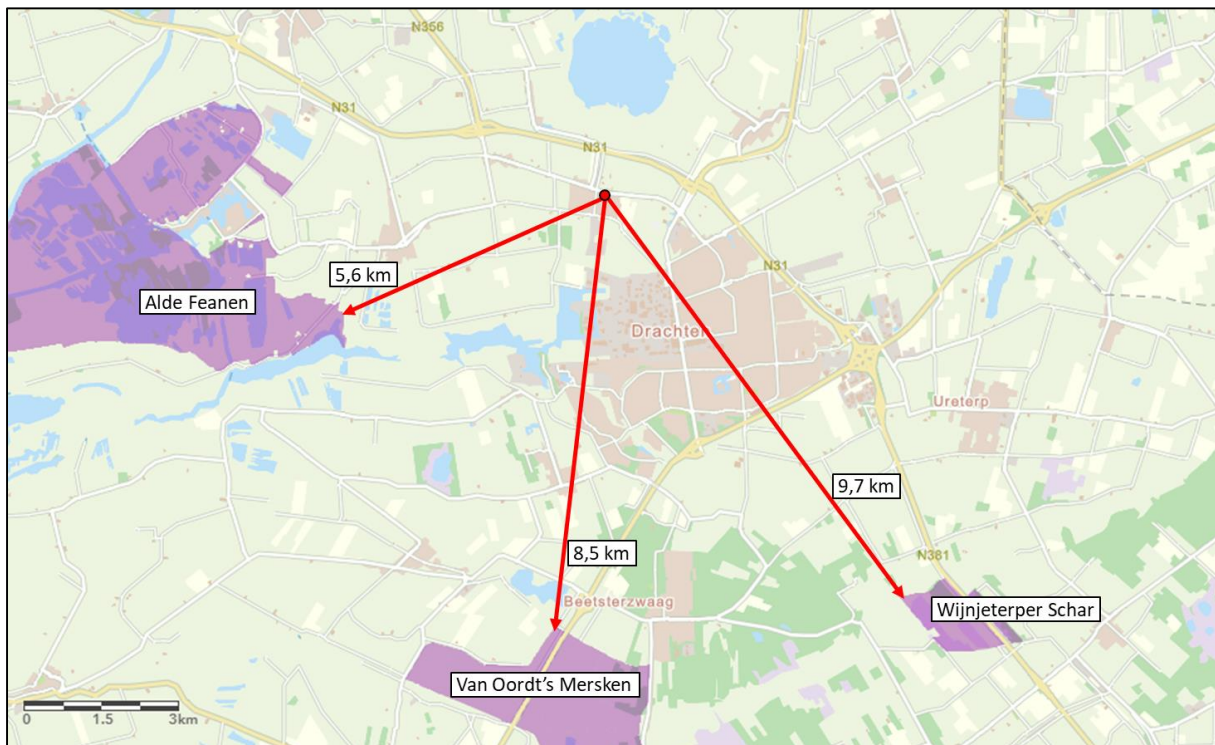 N356
N31
N31
5,6 km
Alde Feanen
N31
Drachten
Ureterp
9,7 km
8,5 km
N381
Beetsterzwaag
Wijnjeterper Schar
Van Oordt's Mersken
0 1.5 3km